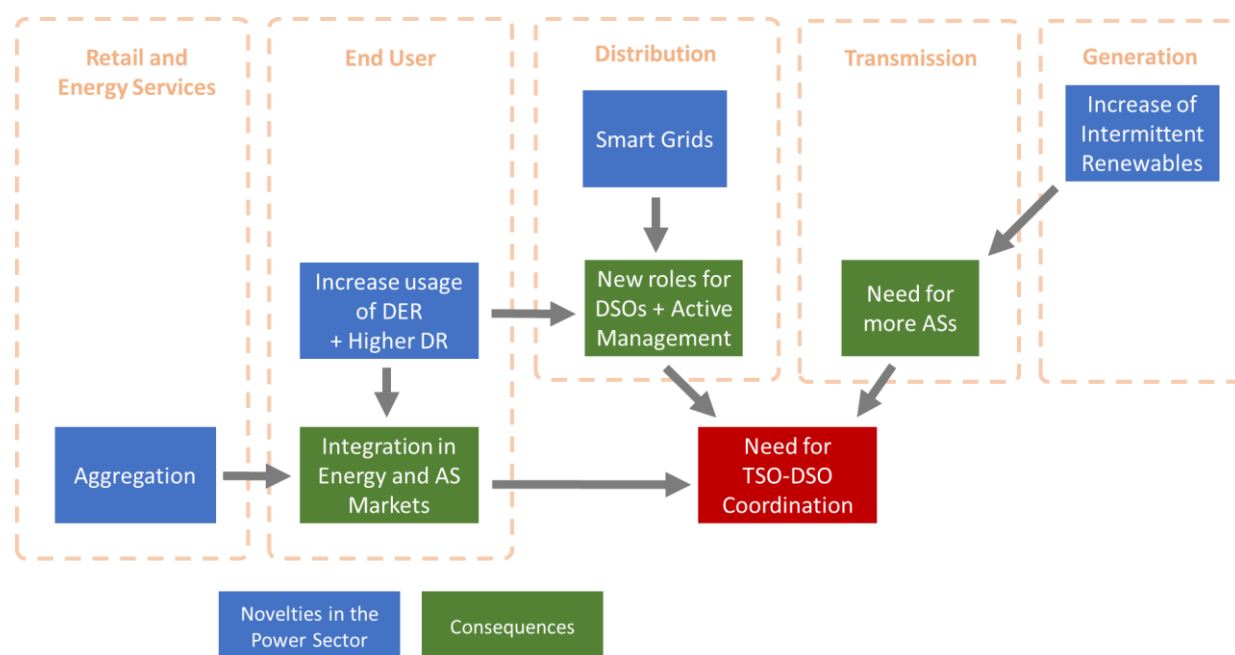 Retail and
Energy Services
End User
Distribution
Transmission
Generation
Smart Grids
Increase of
Intermittent
Renewables
Increase usage
of DER
+ Higher DR
New roles for
DSOs + Active
Management
Need for
more ASs
Aggregation
Integration in
Energy and AS
Markets
Need for
TSO-DSO
Coordination
Novelties in the
Power Sector
Consequences